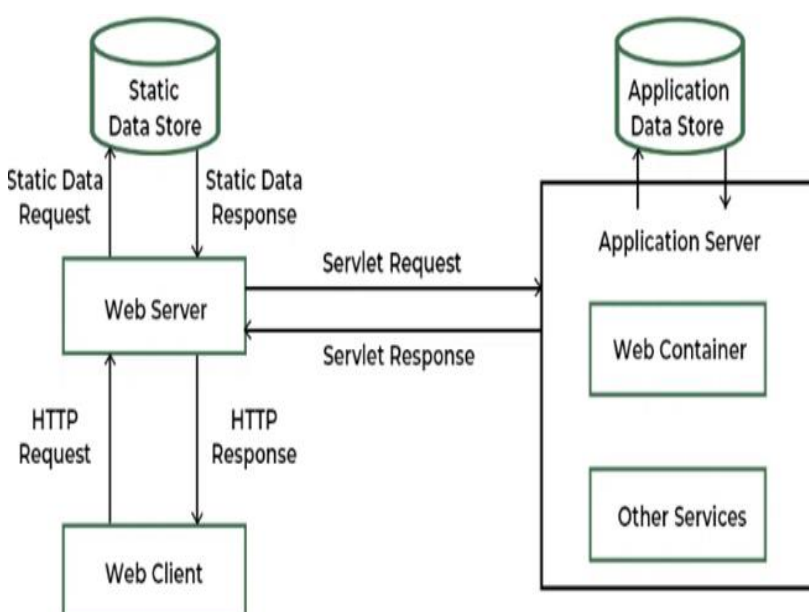 Static
Data Store
Application
Data Store
Static Data
Request
Static Data
Response
Application Server
Servlet Request
Web Server
Servlet Response
Web Container
HTTP
Request
HTTP
Response
Other Services
Web Client